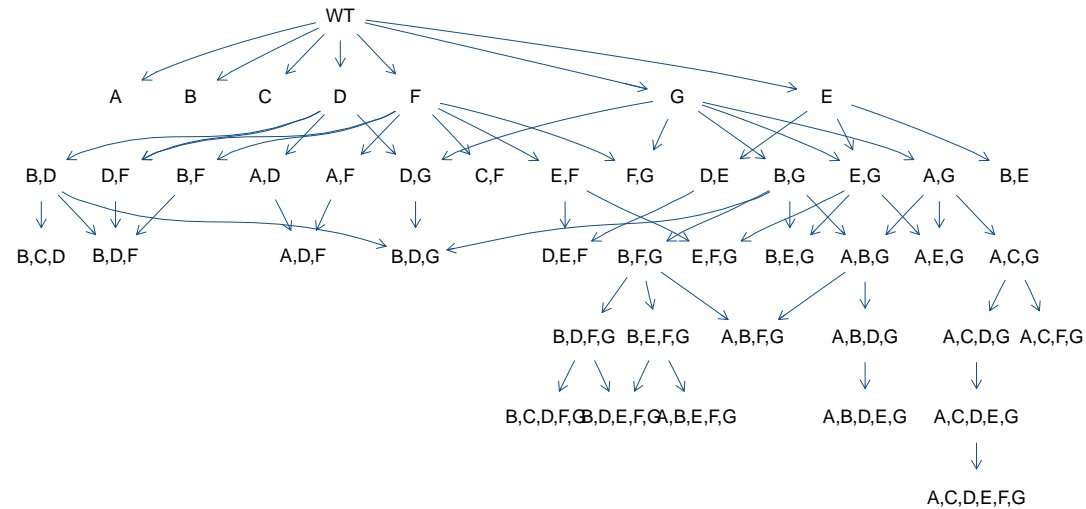 WT
A B C D F G E
B,D D,F B,F A,D A,F D,G C,F E,F F,G D,E B,G E,G A,G B,E
B,C,D B,D,F A,D,F B,D,G D,E,F B,F,G E,F,G B,E,G A,B,G A,E,G A,C,G
B,D,F,G B,E,F,G A,B,F,G A,B,D,G A,C,D,G A,C,F,G
B,C,D,F,G B,D,E,F,G A,B,E,F,G A,B,D,E,G A,C,D,E,G
A,C,D,E,F,G